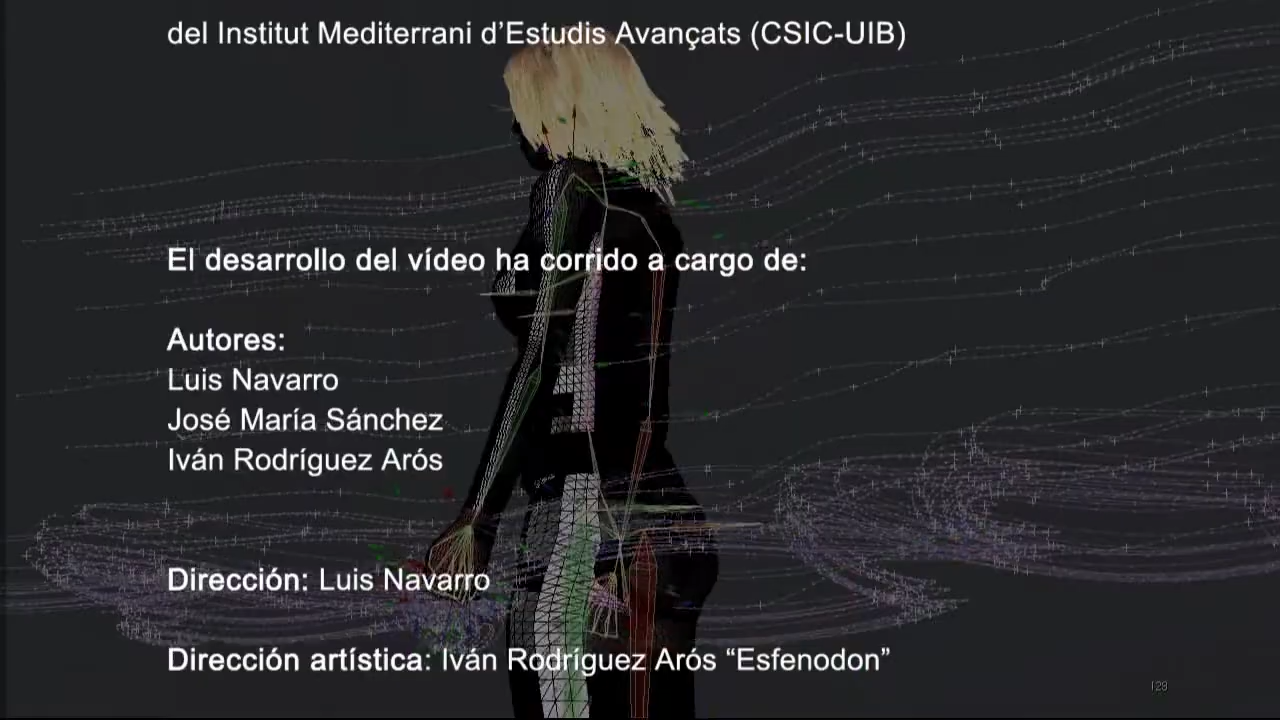 del Institut Mediterrani d’Estudis Avançats (CSIC-UIB)
El desarrollo del vídeo ha corrido a cargo de:
Autores:
Luis Navarro
José María Sánchez
Iván Rodríguez Arós
Dirección: Luis Navarro
Dirección artística: Iván Rodríguez Arós “Esfenodon”
129